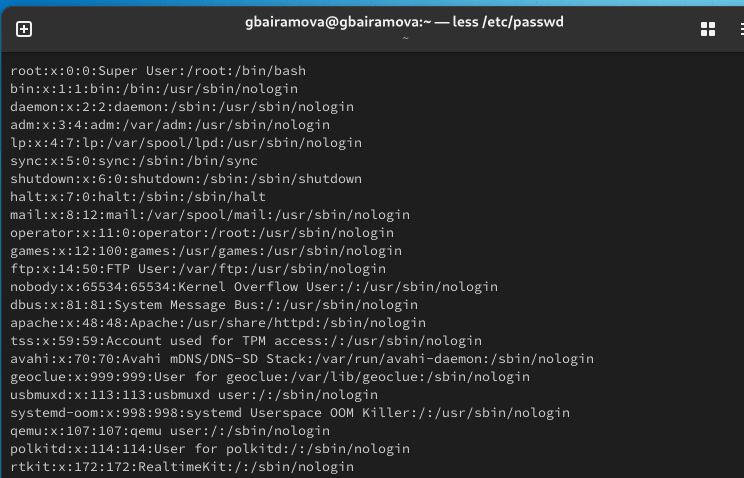 gbairamova@gbairamova:~ — less /etc/passwd
~
root:x:0:0:Super User:/root:/bin/bash
bin:x:1:1:bin:/bin:/usr/sbin/nologin
daemon:x:2:2:daemon:/sbin:/usr/sbin/nologin
adm:x:3:4:adm:/var/adm:/usr/sbin/nologin
lp:x:4:7:lp:/var/spool/lpd:/usr/sbin/nologin
sync:x:5:0:sync:/sbin:/bin/sync
shutdown:x:6:0:shutdown:/sbin:/sbin/shutdown
halt:x:7:0:halt:/sbin:/sbin/halt
mail:x:8:12:mail:/var/spool/mail:/usr/sbin/nologin
operator:x:11:0:operator:/root:/usr/sbin/nologin
games:x:12:100:games:/usr/games:/usr/sbin/nologin
ftp:x:14:50:FTP User:/var/ftp:/usr/sbin/nologin
nobody:x:65534:65534:Kernel Overflow User:/:/usr/sbin/nologin
dbus:x:81:81:System Message Bus:/:/usr/sbin/nologin
apache:x:48:48:Apache:/usr/share/httpd:/sbin/nologin
tss:x:59:59:Account used for TPM access:/:/usr/sbin/nologin
avahi:x:70:70:Avahi mDNS/DNS-SD Stack:/var/run/avahi-daemon:/sbin/nologin
geoclue:x:999:999:User for geoclue:/var/lib/geoclue:/sbin/nologin
usbmuxd:x:113:113:usbmuxd user:/:/sbin/nologin
systemd-oom:x:998:998:systemd Userspace OOM Killer:/:/usr/sbin/nologin
qemu:x:107:107:qemu user:/:/sbin/nologin
polkitd:x:114:114:User for polkitd:/:/sbin/nologin
rtkit:x:172:172:RealtimeKit:/:/sbin/nologin